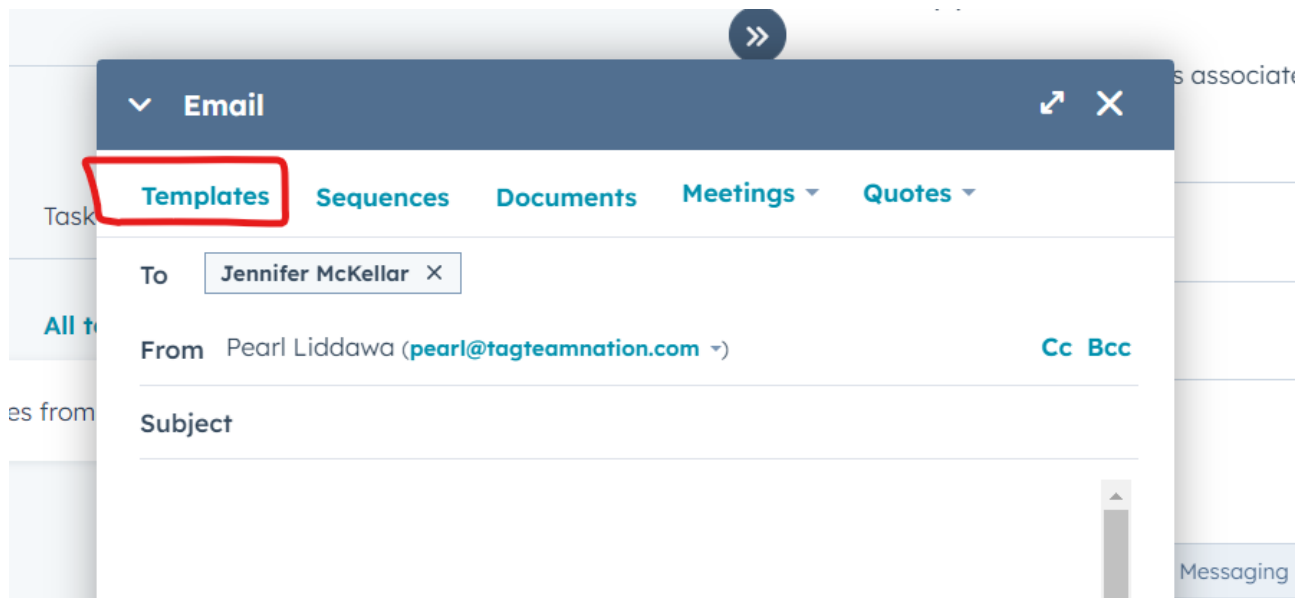 s associate
Email
Templates Sequences Documents Meetings Quotes
Task
To Jennifer McKellar ×
All t
From Pearl Liddawa (pearl@tagteamnation.com) Cc Bcc
es from
Subject
Messaging